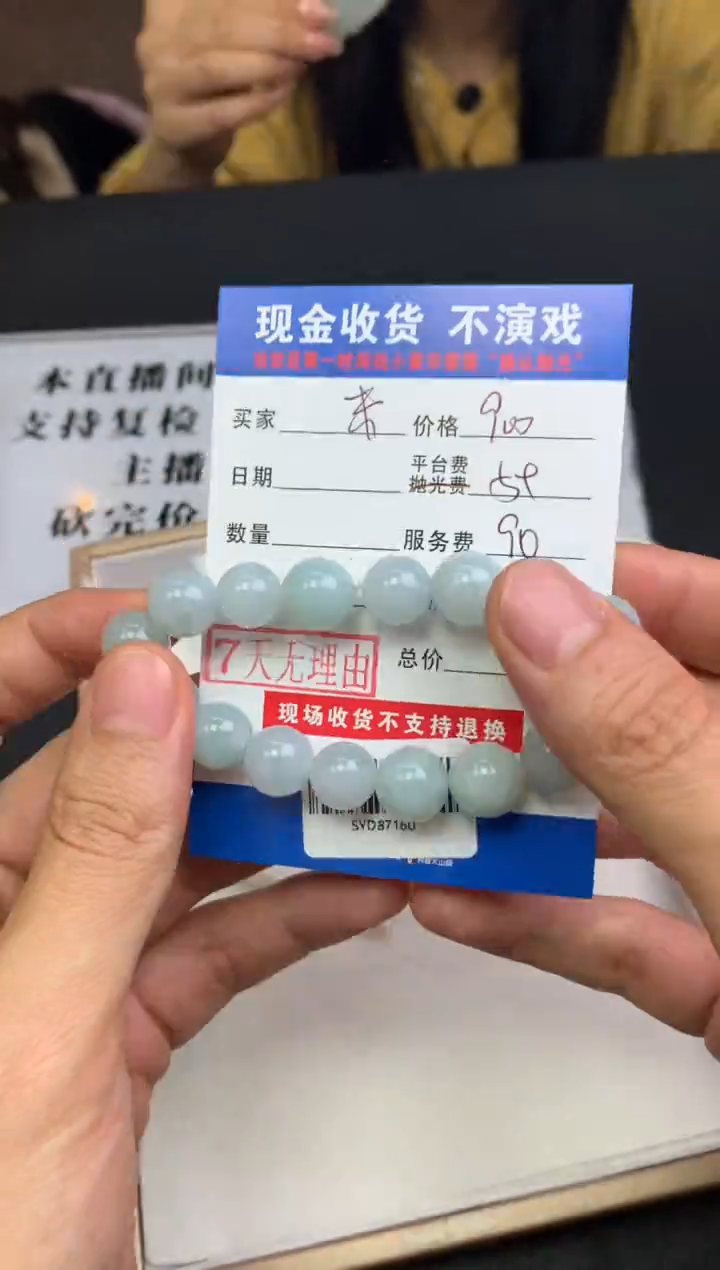 现金收货 不演戏
本直播间
支持复检
主播
砍完价
买家 朱 价格 900
日期 平台费
抛光费 59
数量 服务费 90
7天无理由
总价
现场收货不支持退换